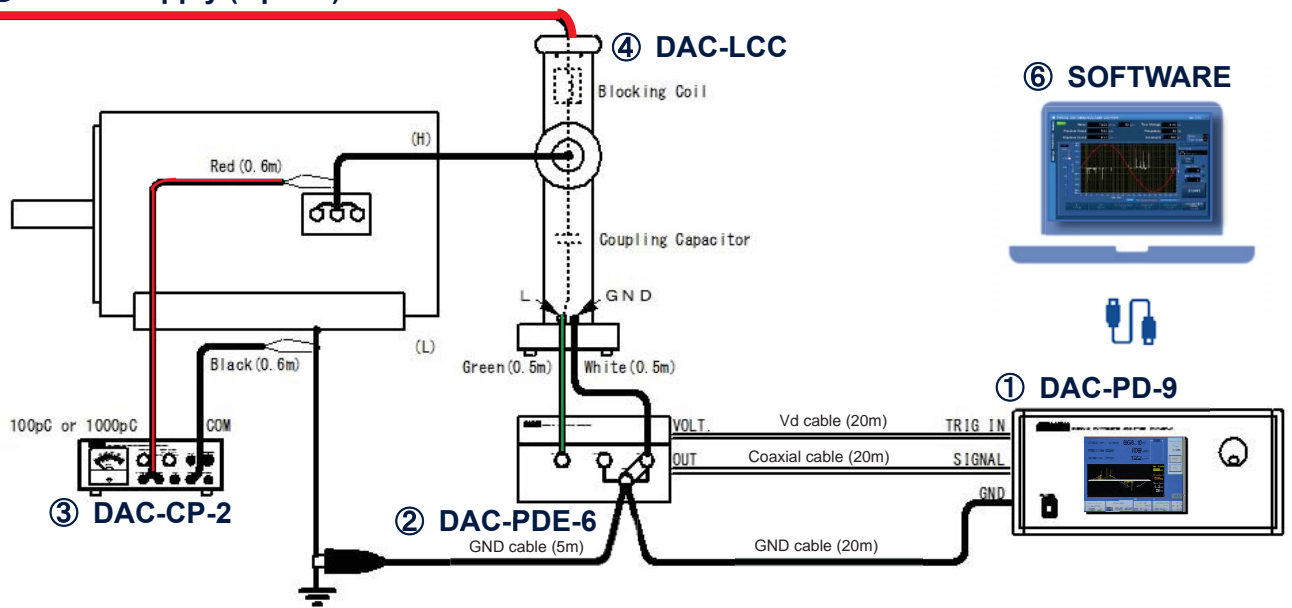 ④ DAC-LCC
⑥ SOFTWARE
Blocking Coil
(H)
Red(0.6m)
Coupling Capacitor
L
GND
(L)
Black(0.6m)
Green(0.5m)
White(0.5m)
① DAC-PD-9
100pC or 1000pC
COM
VOLT.
Vd cable (20m)
TRIG IN
OUT
Coaxial cable (20m)
SIGNAL
GND
③ DAC-CP-2
② DAC-PDE-6
GND cable (5m)
GND cable (20m)